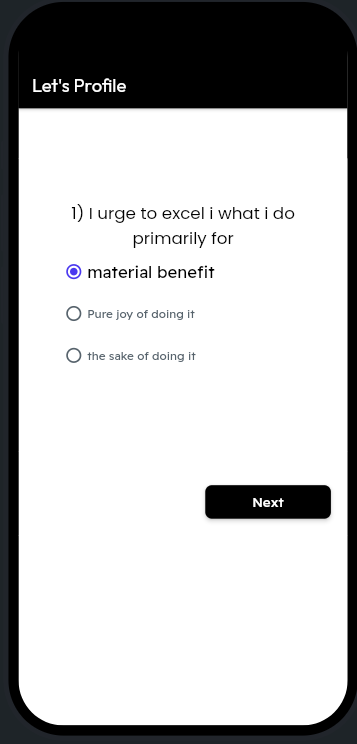 Let's Profile
1) I urge to excel i what i do
primarily for
material benefit
Pure joy of doing it
the sake of doing it
Next